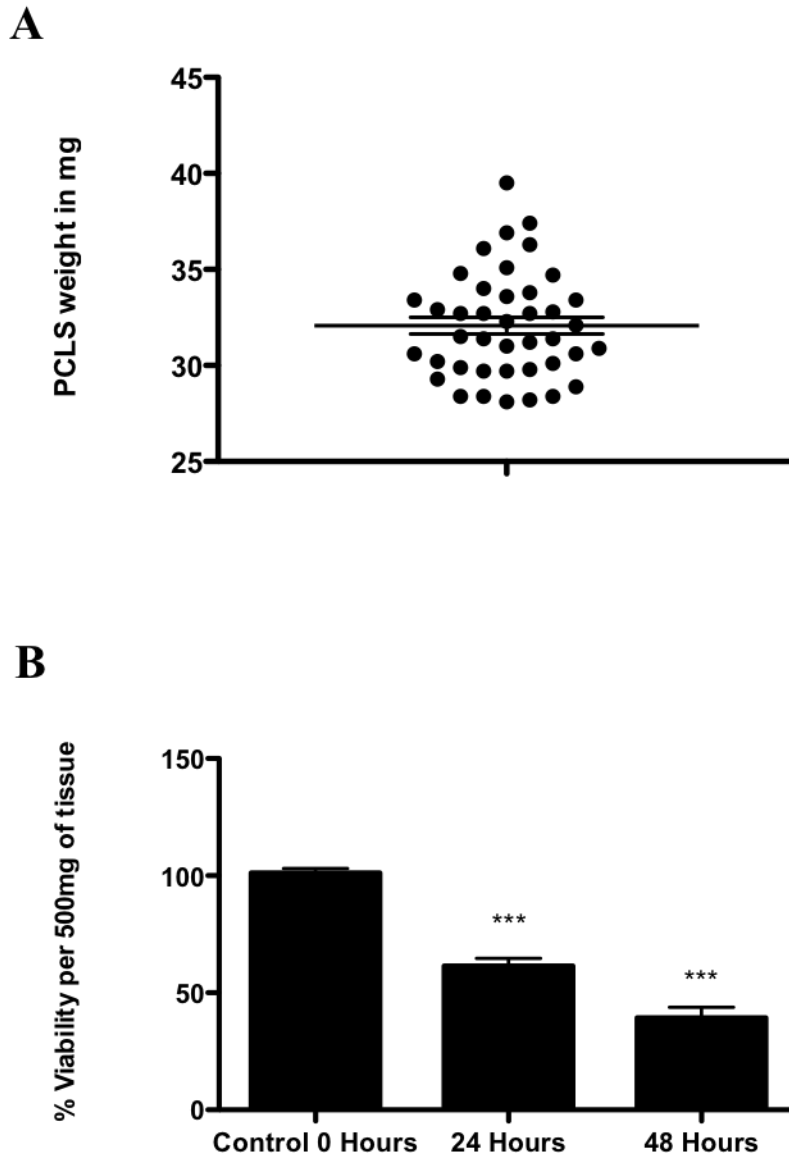 A
PCLS weight in mg
45
40
35
30
25
B
% Viability per 500mg of tissue
150
100
50
0
***
***
Control 0 Hours 24 Hours 48 Hours